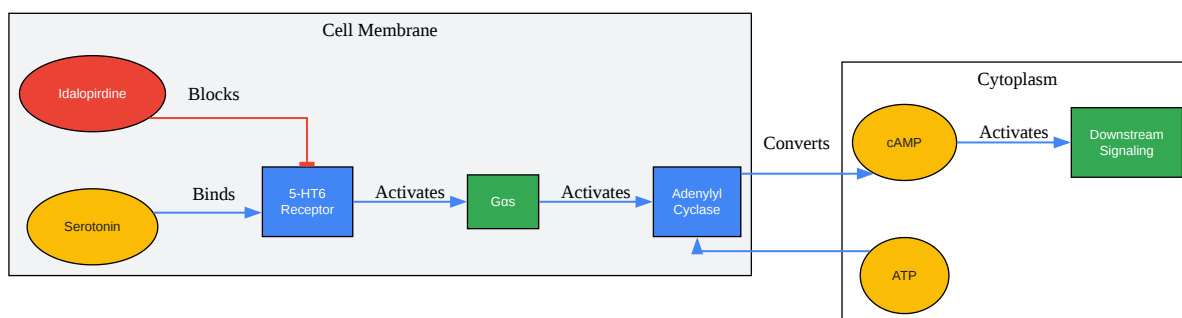 Cell Membrane
Idalopirdine
Blocks
Serotonin
Binds
5-HT6
Receptor
Activates
Gαs
Activates
Adenylyl
Cyclase
Converts
Cytoplasm
cAMP
Activates
Downstream
Signaling
ATP